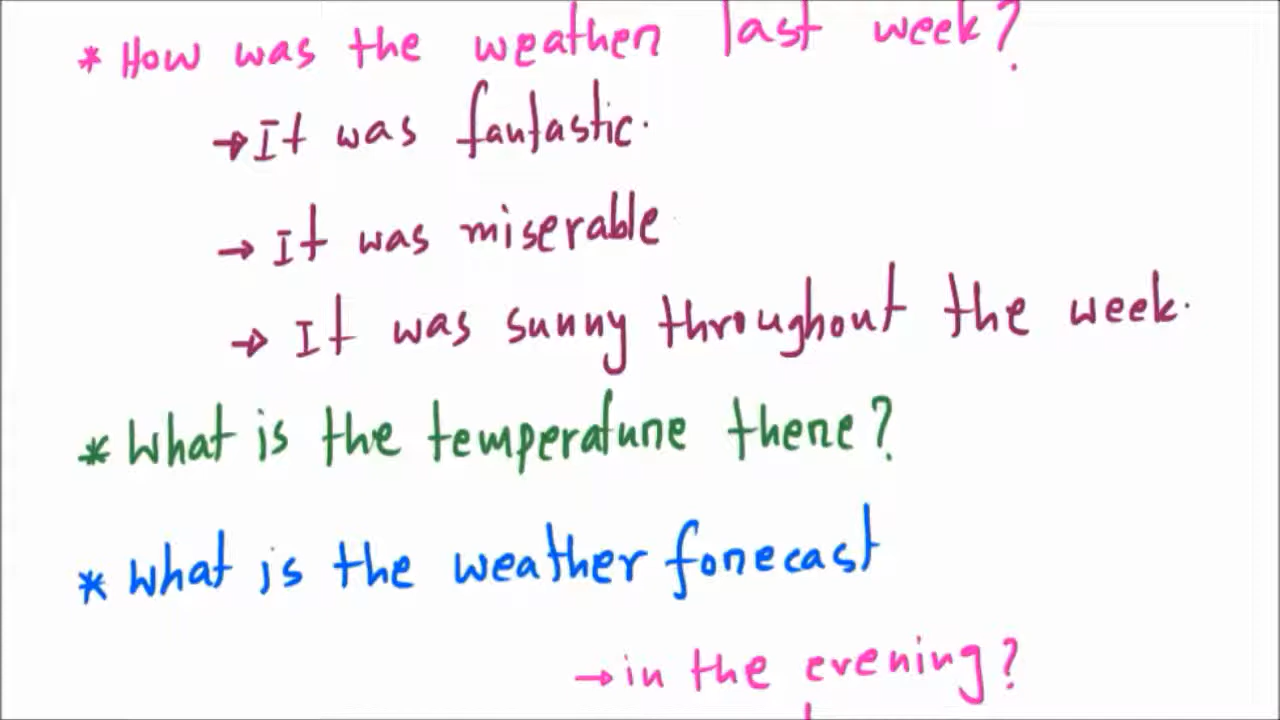 * How was the weather last week?
→ It was fantastic.
→ It was miserable
→ It was sunny throughout the week.
* What is the temperature there?
* What is the weather forecast
→ in the evening?